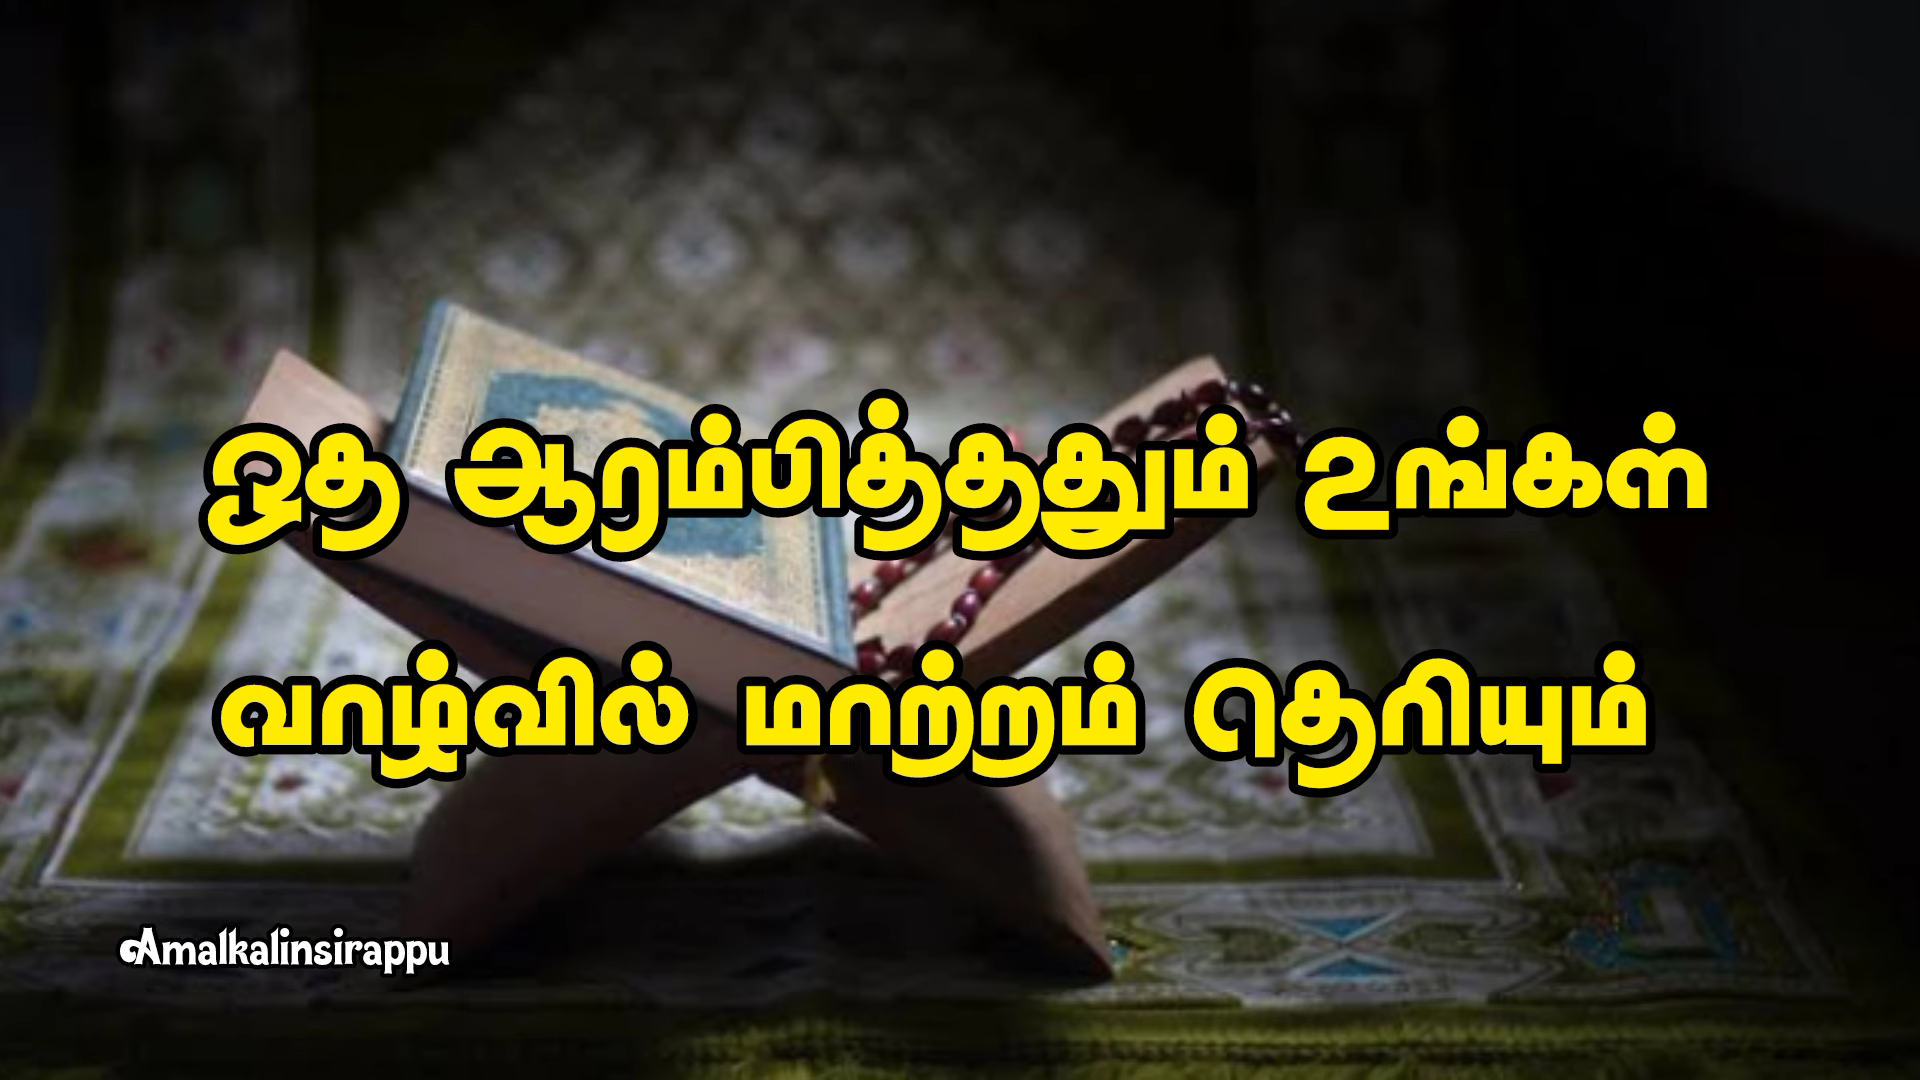 ஓத ஆரம்பித்ததும் உங்கள்
வாழ்வில் மாற்றம் தெரியும்
Amalkalinsirappu